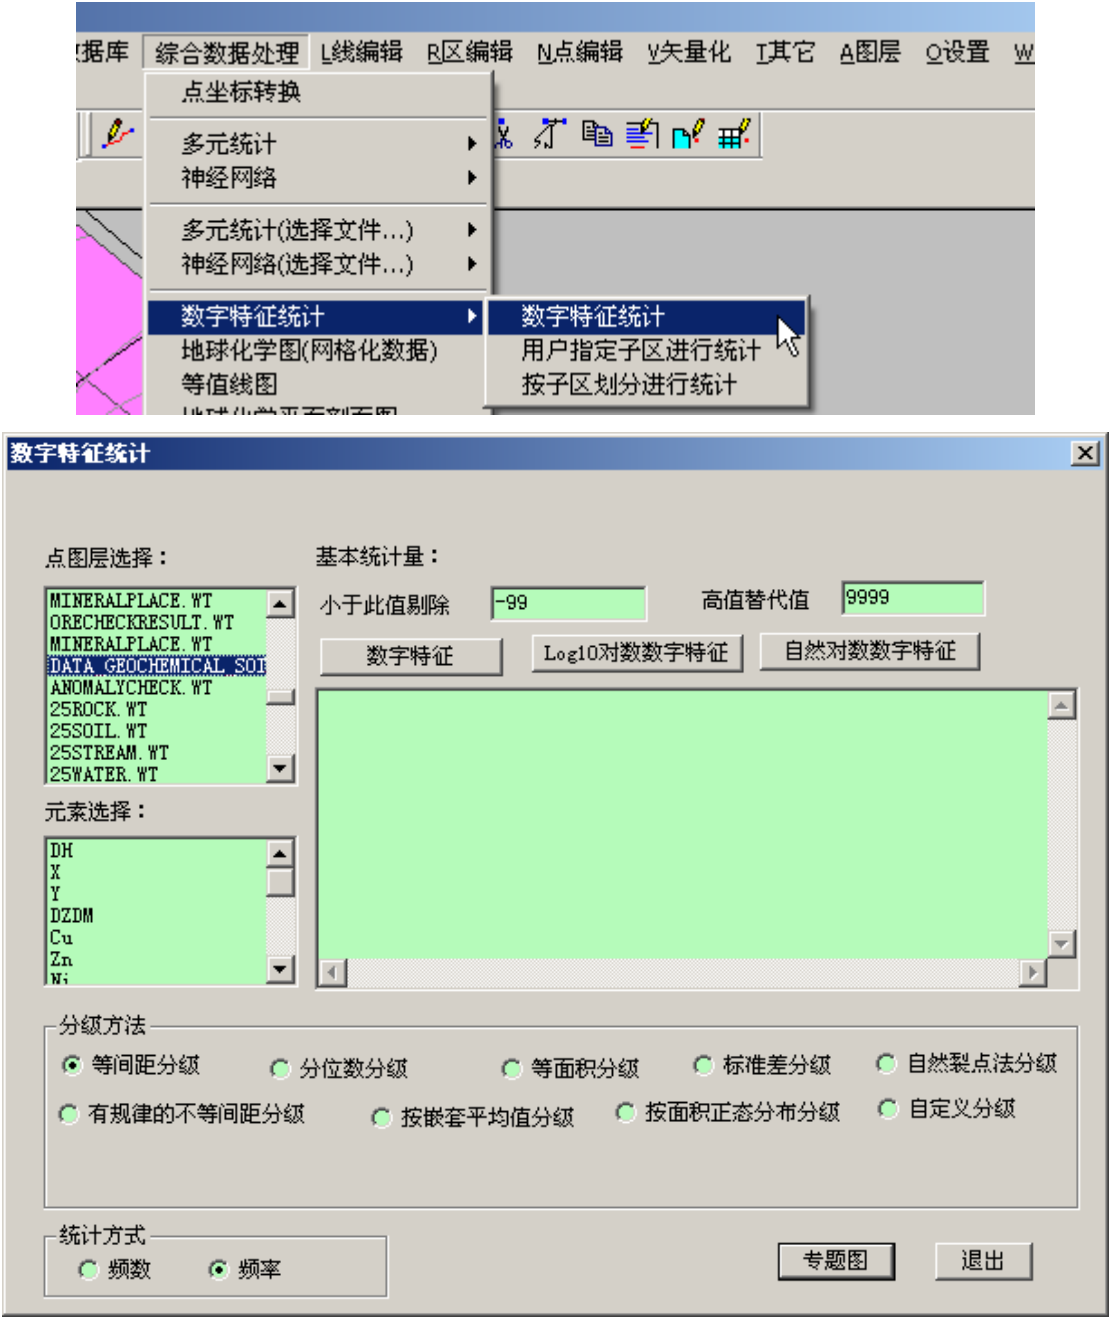 据库 综合数据处理 L线编辑 R区编辑 N点编辑 V矢量化 T其它 A图层 O设置 W
点坐标转换
多元统计
神经网络
多元统计(选择文件...)
神经网络(选择文件...)
数字特征统计 数字特征统计
地球化学图(网格化数据) 用户指定子区进行统计
等值线图 按子区划分进行统计
地球化学平面剖面图
数字特征统计
点图层选择：
基本统计量：
MINERALPLACE.WT
ORECHECKRESULT.WT
MINERALPLACE.WT
DATA_GEOCHEMICAL_SOI
ANOMALYCHECK.WT
25ROCK.WT
25SOIL.WT
25STREAM.WT
25WATER.WT
小于此值剔除 -99 高值替代值 9999
数字特征 Log10对数数字特征 自然对数数字特征
元素选择：
DH
X
Y
DZDM
Cu
Zn
Ni
分级方法
等间距分级 分位数分级 等面积分级 标准差分级 自然裂点法分级
有规律的不等间距分级 按嵌套平均值分级 按面积正态分布分级 自定义分级
统计方式
频数 频率
专题图 退出